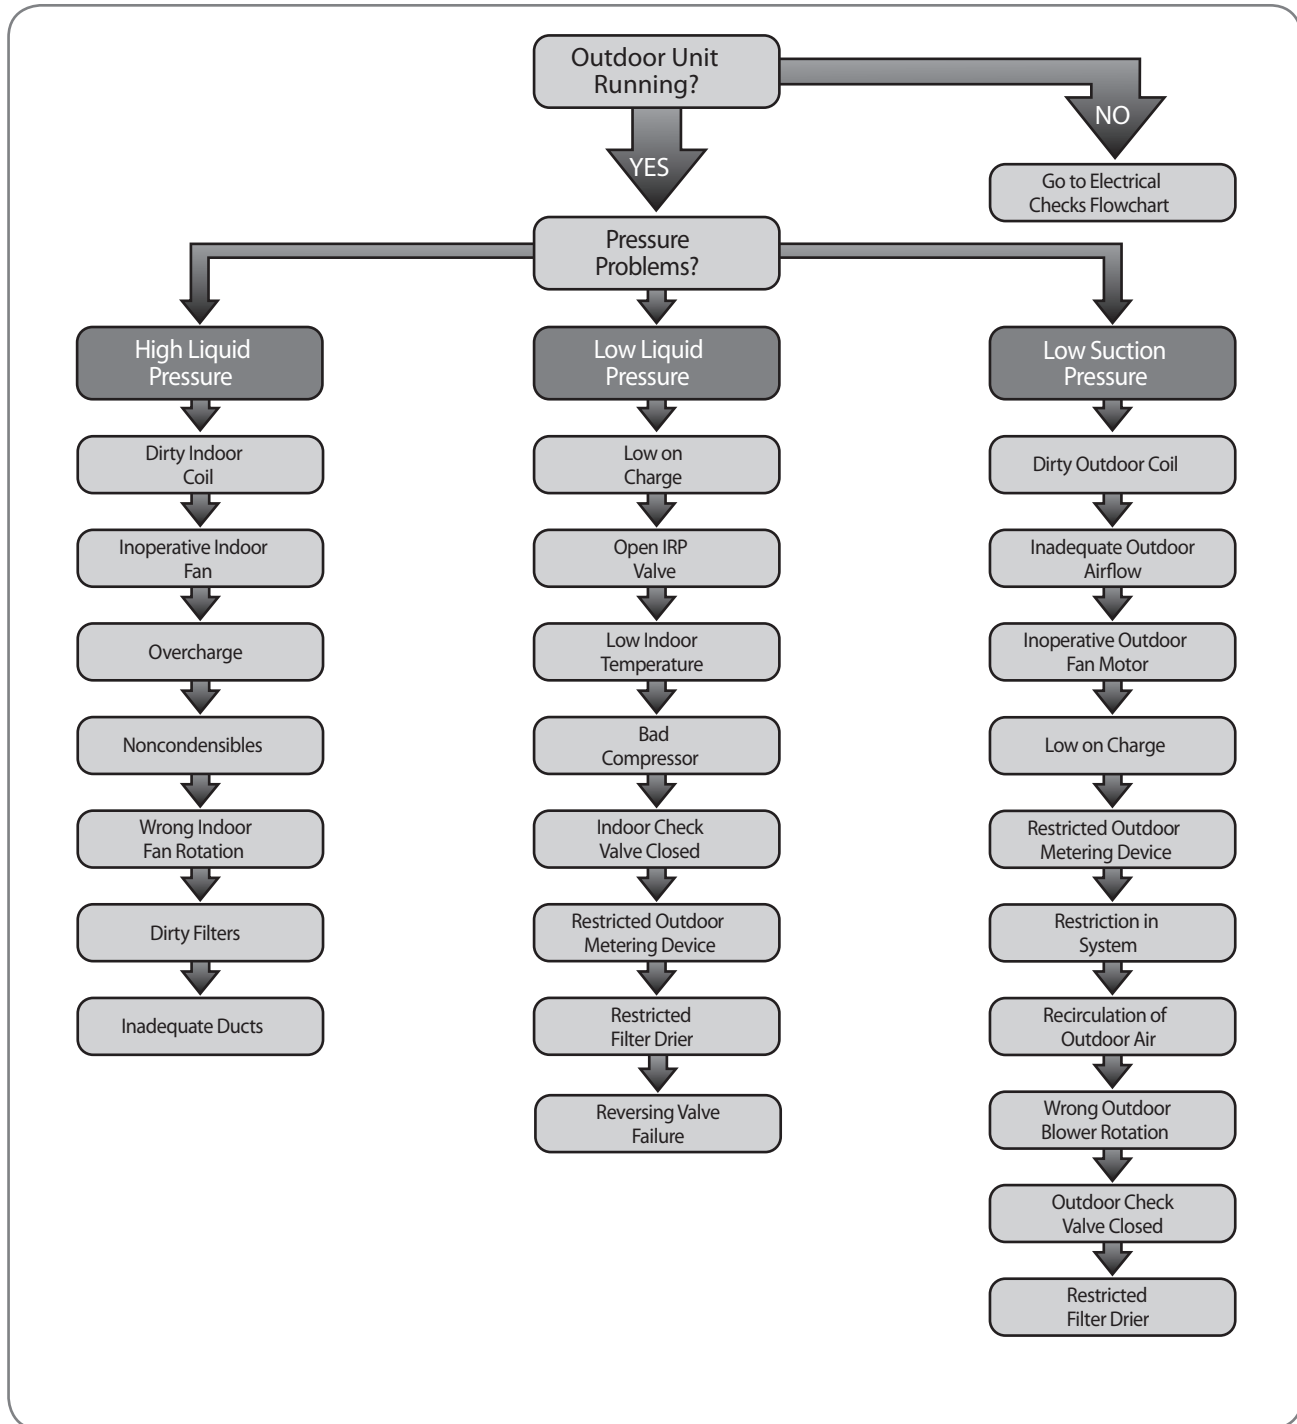 Outdoor Unit
Running?
NO
YES
Go to Electrical
Checks Flowchart
Pressure
Problems?
High Liquid
Pressure
Dirty Indoor
Coil
Inoperative Indoor
Fan
Overcharge
Noncondensibles
Wrong Indoor
Fan Rotation
Dirty Filters
Inadequate Ducts
Low Liquid
Pressure
Low on
Charge
Open IRP
Valve
Low Indoor
Temperature
Bad
Compressor
Indoor Check
Valve Closed
Restricted Outdoor
Metering Device
Restricted
Filter Drier
Reversing Valve
Failure
Low Suction
Pressure
Dirty Outdoor Coil
Inadequate Outdoor
Airflow
Inoperative Outdoor
Fan Motor
Low on Charge
Restricted Outdoor
Metering Device
Restriction in
System
Recirculation of
Outdoor Air
Wrong Outdoor
Blower Rotation
Outdoor Check
Valve Closed
Restricted
Filter Drier